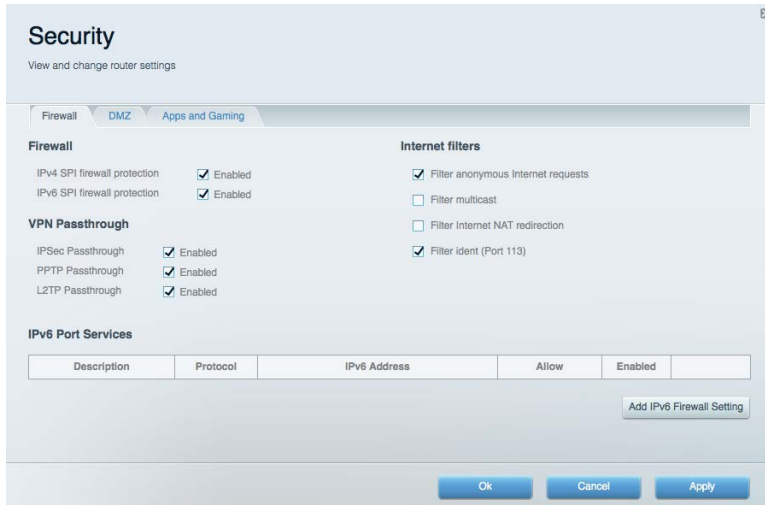 Security
View and change router settings
Firewall
DMZ
Apps and Gaming
Firewall
IPv4 SPI firewall protection Enabled
IPv6 SPI firewall protection Enabled
VPN Passthrough
IPSec Passthrough Enabled
PPTP Passthrough Enabled
L2TP Passthrough Enabled
Internet filters
Filter anonymous Internet requests
Filter multicast
Filter Internet NAT redirection
Filter ident (Port 113)
IPv6 Port Services
Description Protocol IPv6 Address Allow Enabled
Add IPv6 Firewall Setting
Ok Cancel Apply